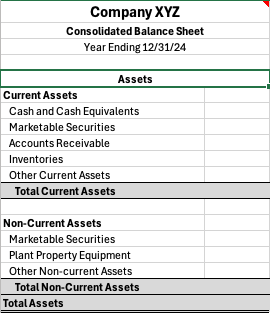 Company XYZ
Consolidated Balance Sheet
Year Ending 12/31/24
Assets
Current Assets
Cash and Cash Equivalents
Marketable Securities
Accounts Receivable
Inventories
Other Current Assets
Total Current Assets
Non-Current Assets
Marketable Securities
Plant Property Equipment
Other Non-current Assets
Total Non-Current Assets
Total Assets